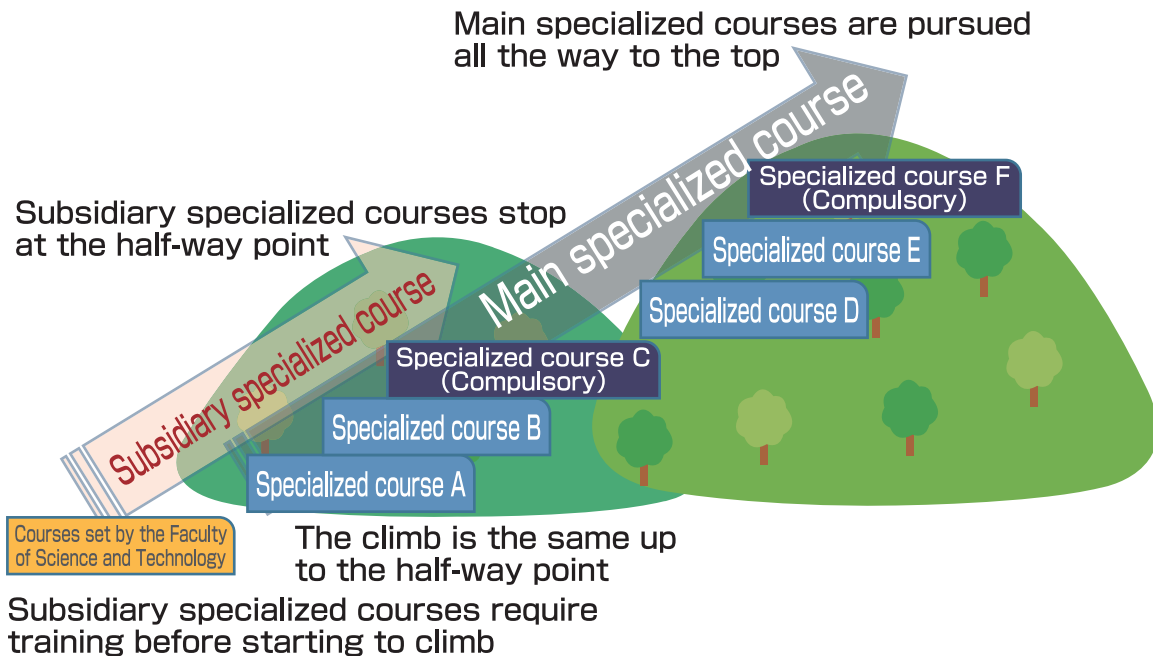 Main specialized courses are pursued
all the way to the top
Main specialized course
Specialized course F
(Compulsory)
Subsidiary specialized courses stop
at the half-way point
Specialized course E
Specialized course D
Subsidiary specialized course
Specialized course C
(Compulsory)
Specialized course B
Specialized course A
Courses set by the Faculty
of Science and Technology
The climb is the same up
to the half-way point
Subsidiary specialized courses require
training before starting to climb